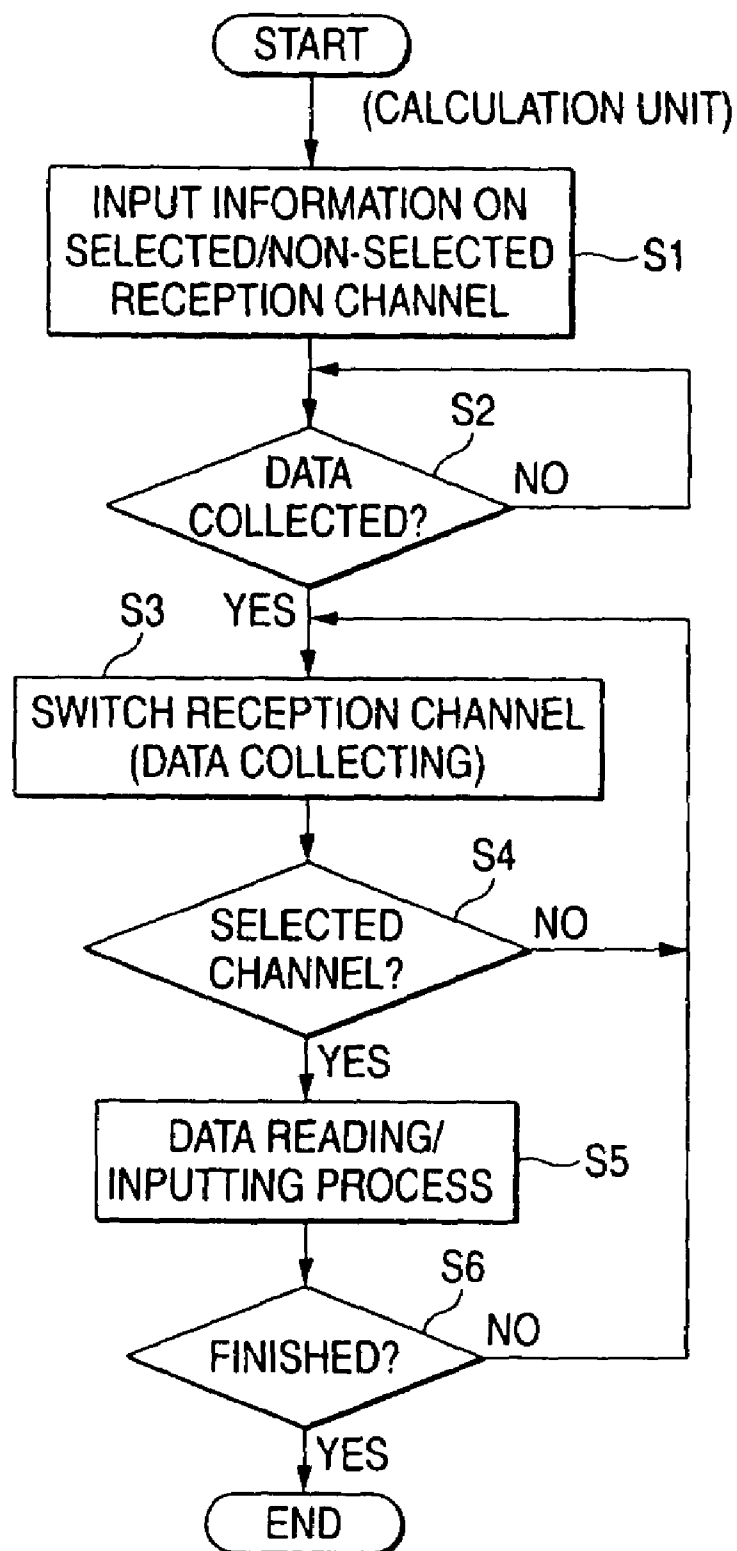 START
(CALCULATION UNIT)
INPUT INFORMATION ON
SELECTED/NON-SELECTED
RECEPTION CHANNEL
S1
S2
DATA
COLLECTED?
NO
YES
S3
SWITCH RECEPTION CHANNEL
(DATA COLLECTING)
S4
SELECTED
CHANNEL?
NO
YES
DATA READING/
INPUTTING PROCESS
S5
S6
FINISHED?
NO
YES
END